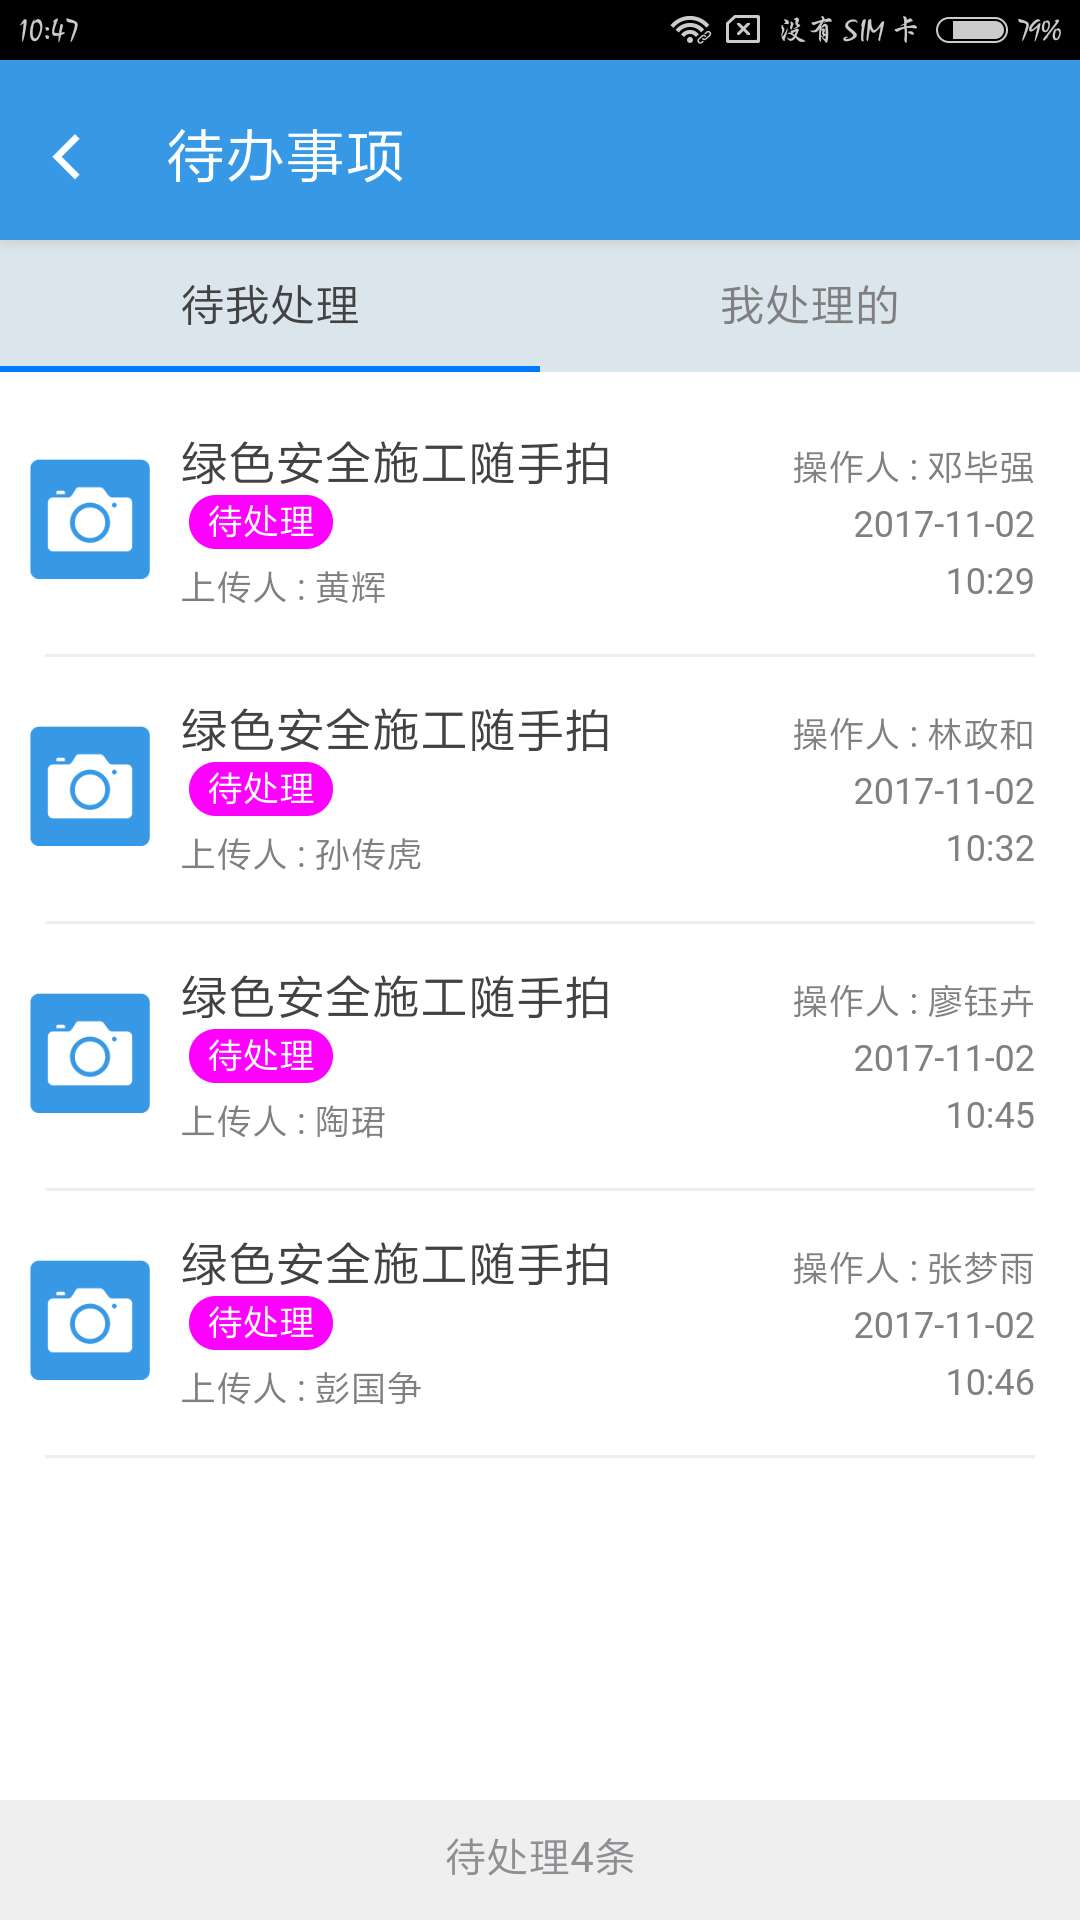 10:47 没有 SIM 卡 79%
待办事项
待我处理 我处理的
绿色安全施工随手拍
操作人 : 邓毕强
待处理
2017-11-02
上传人 : 黄辉
10:29
绿色安全施工随手拍
操作人 : 林政和
待处理
2017-11-02
上传人 : 孙传虎
10:32
绿色安全施工随手拍
操作人 : 廖钰卉
待处理
2017-11-02
上传人 : 陶珺
10:45
绿色安全施工随手拍
操作人 : 张梦雨
待处理
2017-11-02
上传人 : 彭国争
10:46
待处理4条